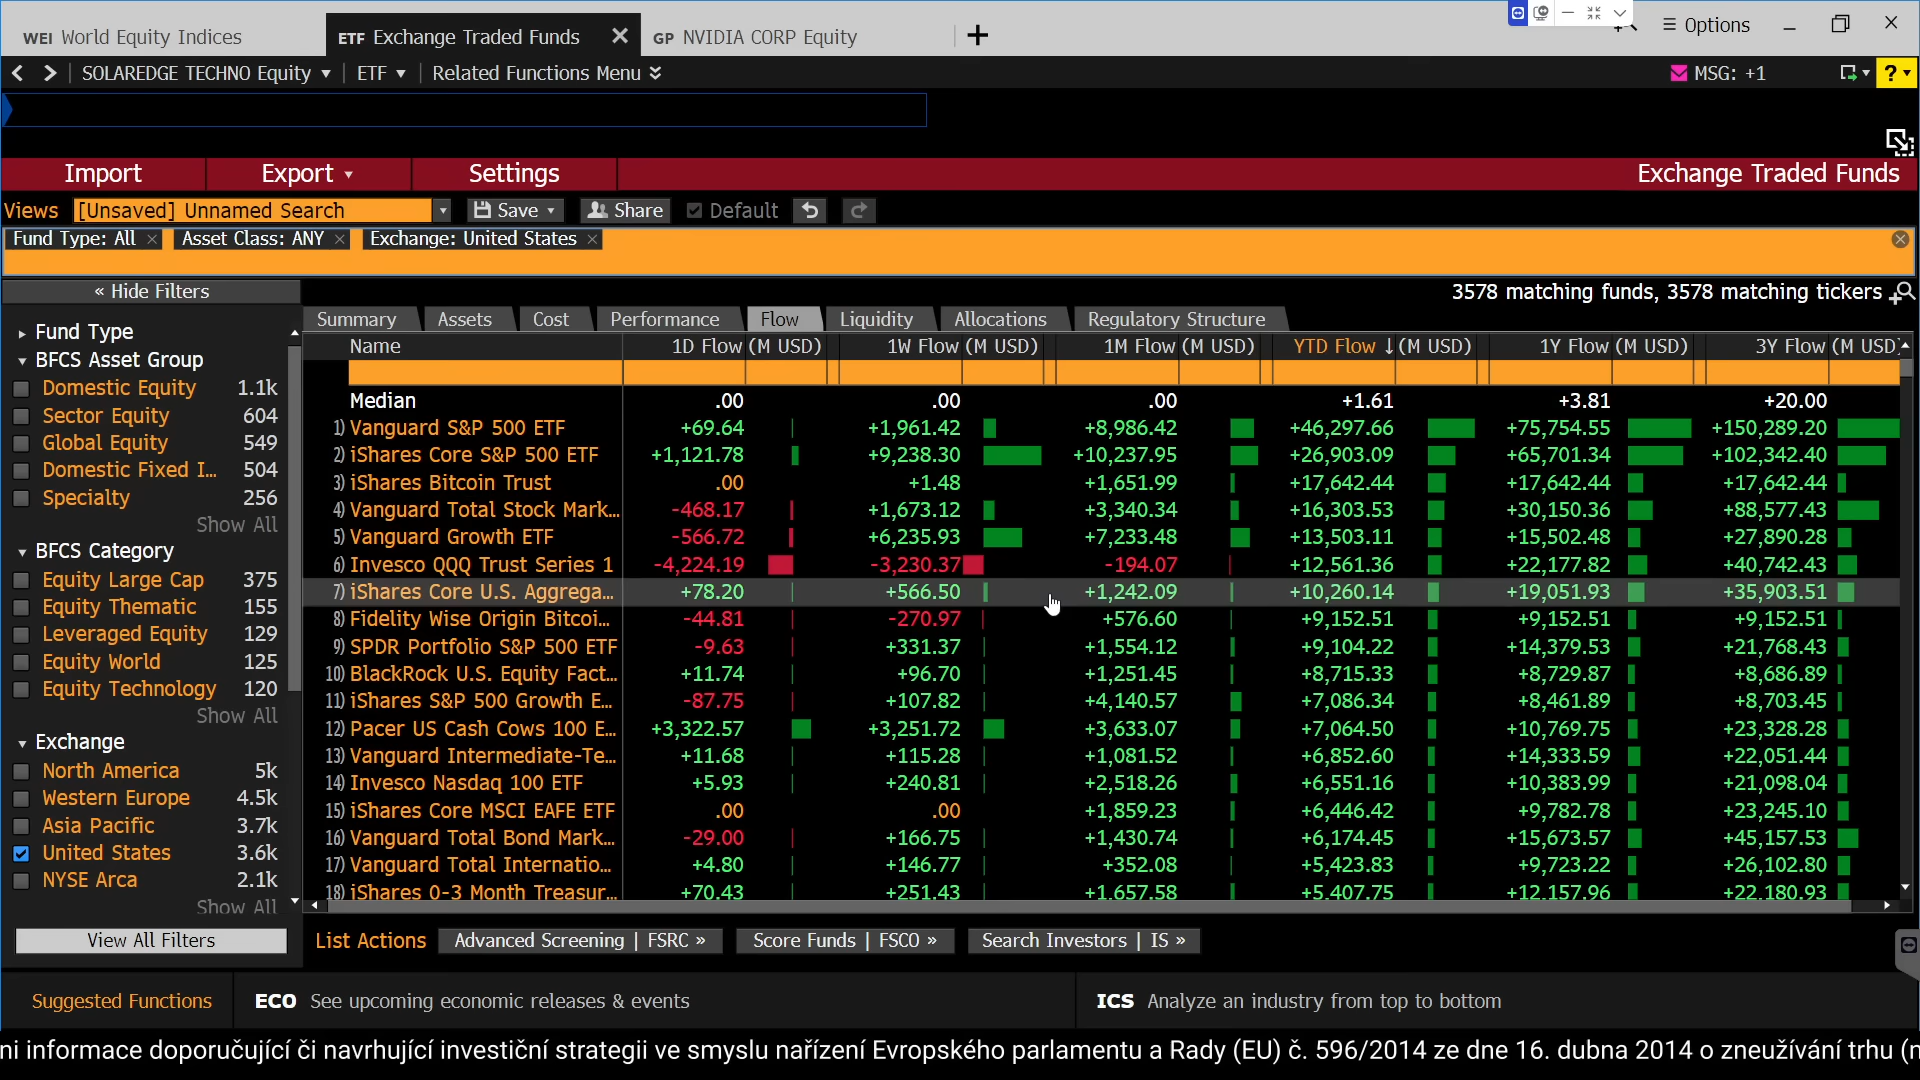 WEI World Equity Indices
ETF Exchange Traded Funds
GP NVIDIA CORP Equity
Options
SOLAREDGE TECHNO Equity
ETF
Related Functions Menu
MSG: +1
?
Import
Export
Settings
Exchange Traded Funds
Views
[Unsaved] Unnamed Search
Save
Share
Default
Fund Type: All
Asset Class: ANY
Exchange: United States
« Hide Filters
3578 matching funds, 3578 matching tickers
Fund Type
BFCS Asset Group
Domestic Equity 1.1k
Sector Equity 604
Global Equity 549
Domestic Fixed I... 504
Specialty 256
Show All
BFCS Category
Equity Large Cap 375
Equity Thematic 155
Leveraged Equity 129
Equity World 125
Equity Technology 120
Show All
Exchange
North America 5k
Western Europe 4.5k
Asia Pacific 3.7k
United States 3.6k
NYSE Arca 2.1k
Show All
View All Filters
Summary Assets Cost Performance Flow Liquidity Allocations Regulatory Structure
Name 1D Flow (M USD) 1W Flow (M USD) 1M Flow (M USD) YTD Flow ↓ (M USD) 1Y Flow (M USD) 3Y Flow (M USD)
Median .00 .00 .00 +1.61 +3.81 +20.00
1) Vanguard S&P 500 ETF +69.64 +1,961.42 +8,986.42 +46,297.66 +75,754.55 +150,289.20
2) iShares Core S&P 500 ETF +1,121.78 +9,238.30 +10,237.95 +26,903.09 +65,701.34 +102,342.40
3) iShares Bitcoin Trust .00 +1.48 +1,651.99 +17,642.44 +17,642.44 +17,642.44
4) Vanguard Total Stock Mark... -468.17 +1,673.12 +3,340.34 +16,303.53 +30,150.36 +88,577.43
5) Vanguard Growth ETF -566.72 +6,235.93 +7,233.48 +13,503.11 +15,502.48 +27,890.28
6) Invesco QQQ Trust Series 1 -4,224.19 -3,230.37 -194.07 +12,561.36 +22,177.82 +40,742.43
7) iShares Core U.S. Aggrega... +78.20 +566.50 +1,242.09 +10,260.14 +19,051.93 +35,903.51
8) Fidelity Wise Origin Bitcoi... -44.81 -270.97 +576.60 +9,152.51 +9,152.51 +9,152.51
9) SPDR Portfolio S&P 500 ETF -9.63 +331.37 +1,554.12 +9,104.22 +14,379.53 +21,768.43
10) BlackRock U.S. Equity Fact... +11.74 +96.70 +1,251.45 +8,715.33 +8,729.87 +8,686.89
11) iShares S&P 500 Growth E... -87.75 +107.82 +4,140.57 +7,086.34 +8,461.89 +8,703.45
12) Pacer US Cash Cows 100 E... +3,322.57 +3,251.72 +3,633.07 +7,064.50 +10,769.75 +23,328.28
13) Vanguard Intermediate-Te... +11.68 +115.28 +1,081.52 +6,852.60 +14,333.59 +22,051.44
14) Invesco Nasdaq 100 ETF +5.93 +240.81 +2,518.26 +6,551.16 +10,383.99 +21,098.04
15) iShares Core MSCI EAFE ETF .00 .00 +1,859.23 +6,446.42 +9,782.78 +23,245.10
16) Vanguard Total Bond Mark... -29.00 +166.75 +1,430.74 +6,174.45 +15,673.57 +45,157.53
17) Vanguard Total Internatio... +4.80 +146.77 +352.08 +5,423.83 +9,723.22 +26,102.80
18) iShares 0-3 Month Treasur... +70.43 +251.43 +1,657.58 +5,407.75 +12,157.96 +22,180.93
List Actions
Advanced Screening | FSRC »
Score Funds | FSCO »
Search Investors | IS »
Suggested Functions
ECO See upcoming economic releases & events
ICS Analyze an industry from top to bottom
ni informace doporučující či navrhující investiční strategii ve smyslu nařízení Evropského parlamentu a Rady (EU) č. 596/2014 ze dne 16. dubna 2014 o zneužívání trhu (n